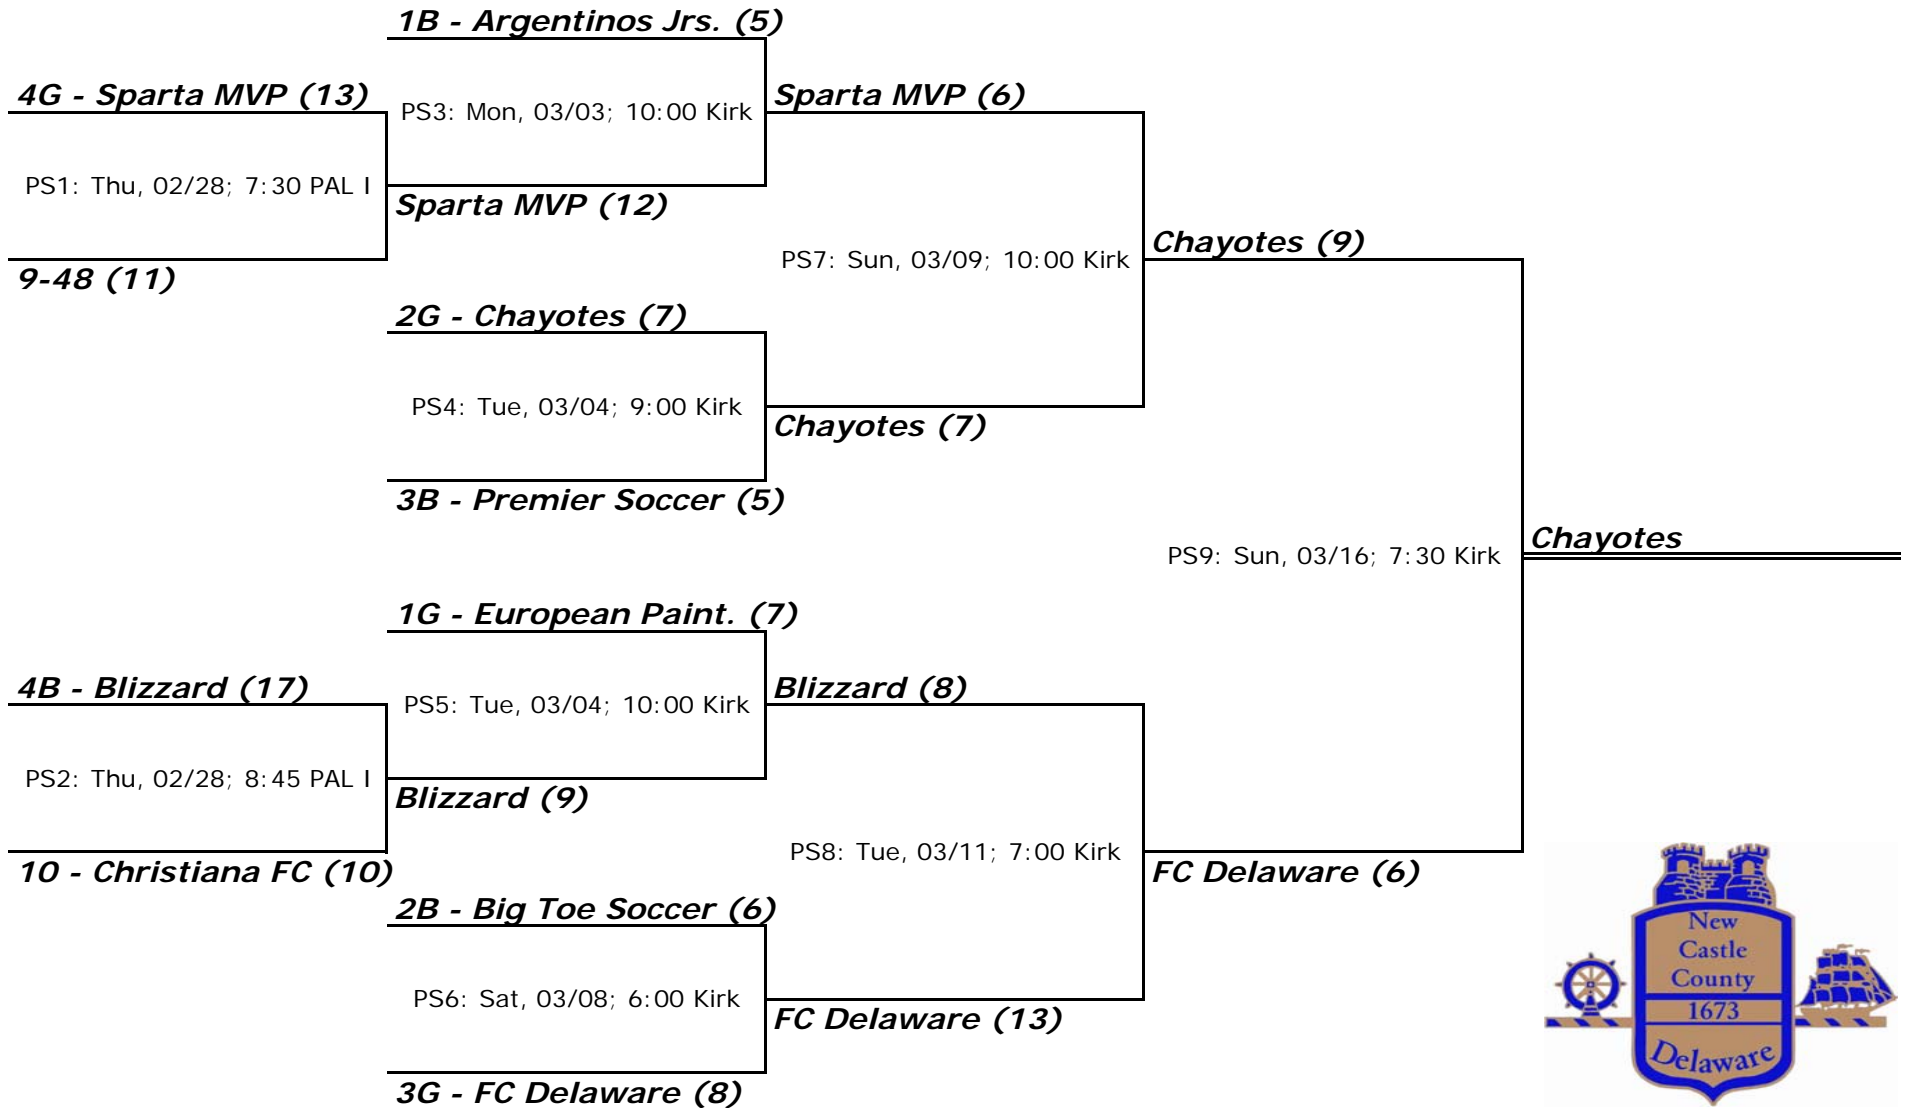 1B - Argentinos Jrs. (5)
4G - Sparta MVP (13)
PS3: Mon, 03/03; 10:00 Kirk
Sparta MVP (6)
PS1: Thu, 02/28; 7:30 PAL I
Sparta MVP (12)
9-48 (11)
PS7: Sun, 03/09; 10:00 Kirk
Chayotes (9)
2G - Chayotes (7)
PS4: Tue, 03/04; 9:00 Kirk
Chayotes (7)
3B - Premier Soccer (5)
PS9: Sun, 03/16; 7:30 Kirk
Chayotes
1G - European Paint. (7)
4B - Blizzard (17)
PS5: Tue, 03/04; 10:00 Kirk
Blizzard (8)
PS2: Thu, 02/28; 8:45 PAL I
Blizzard (9)
10 - Christiana FC (10)
PS8: Tue, 03/11; 7:00 Kirk
FC Delaware (6)
2B - Big Toe Soccer (6)
PS6: Sat, 03/08; 6:00 Kirk
FC Delaware (13)
3G - FC Delaware (8)
New
Castle
County
1673
Delaware